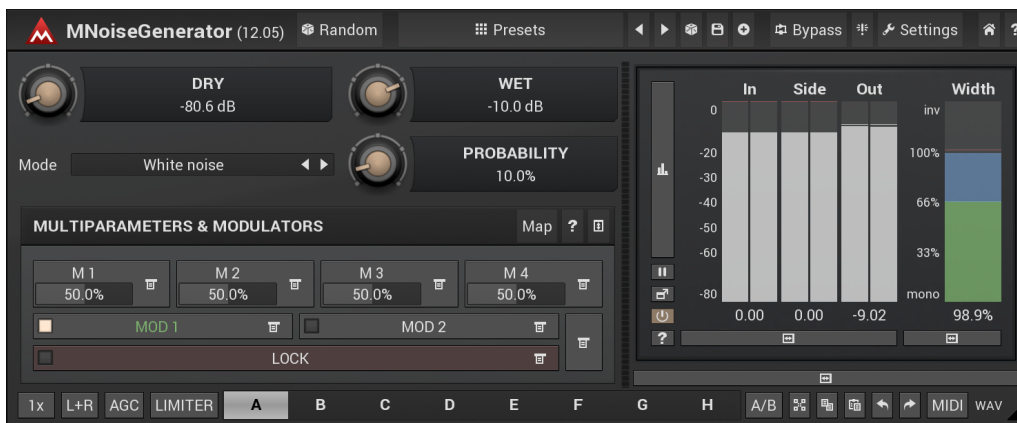 MNoiseGenerator (12.05) Random Presets Bypass Settings ?
DRY WET In Side Out Width
-80.6 dB -10.0 dB 0 inv
Mode White noise PROBABILITY -20 100%
10.0% -30
-40 66%
MULTIPARAMETERS & MODULATORS Map ? -50
-60 33%
M 1 M 2 M 3 M 4
50.0% 50.0% 50.0% 50.0% -80 mono
MOD 1 MOD 2 0.00 0.00 -9.02 98.9%
LOCK ?
1x L+R AGC LIMITER A B C D E F G H A/B MIDI WAV